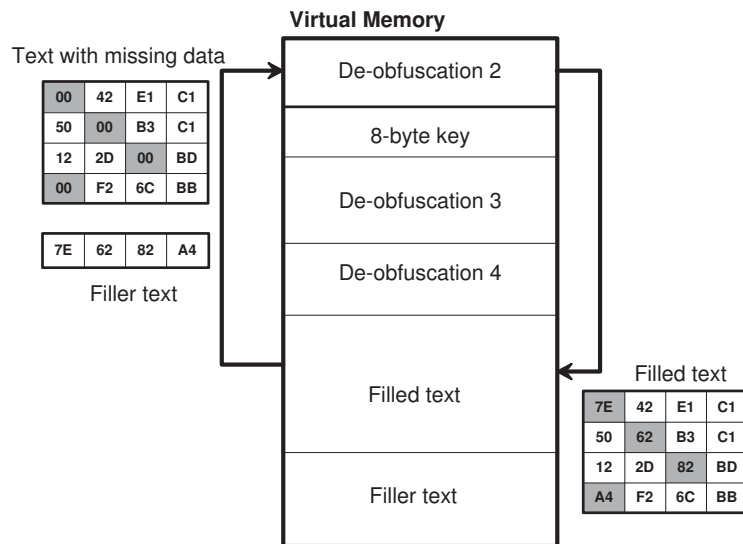 Virtual Memory
Text with missing data
00 42 E1 C1
50 00 B3 C1
12 2D 00 BD
00 F2 6C BB
7E 62 82 A4
Filler text
De-obfuscation 2
8-byte key
De-obfuscation 3
De-obfuscation 4
Filled text
Filler text
Filled text
7E 42 E1 C1
50 62 B3 C1
12 2D 82 BD
A4 F2 6C BB